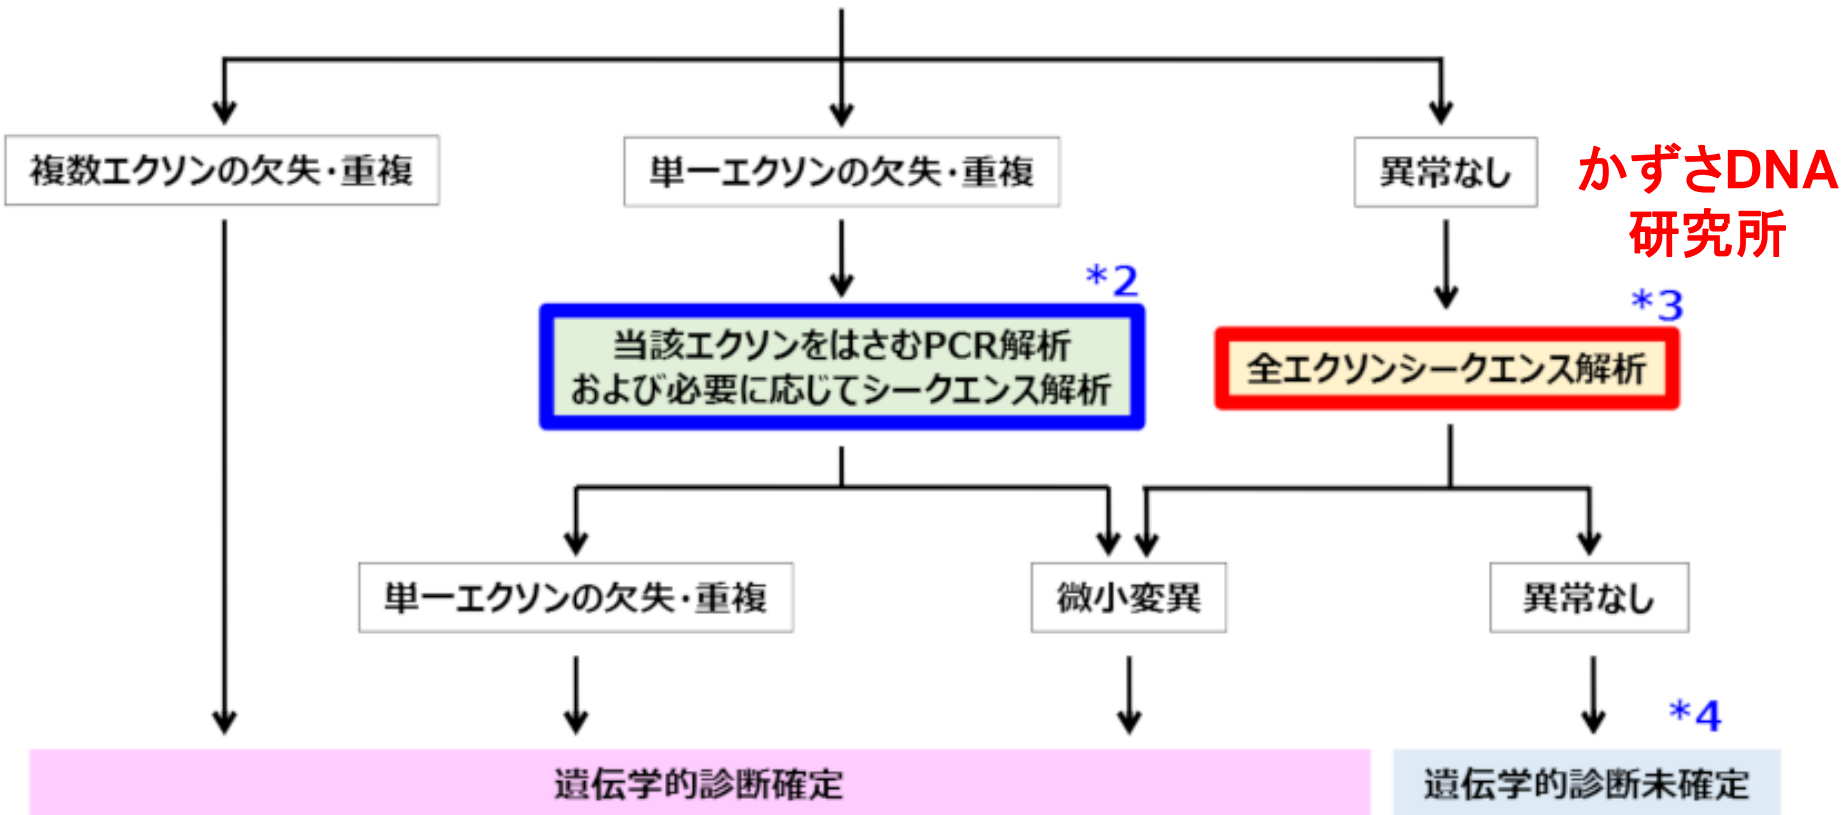 複数エクソンの欠失・重複
単一エクソンの欠失・重複
異常なし
かずさDNA
研究所
*2
*3
当該エクソンをはさむPCR解析
および必要に応じてシークエンス解析
全エクソンシークエンス解析
単一エクソンの欠失・重複
微小変異
異常なし
*4
遺伝学的診断確定
遺伝学的診断未確定